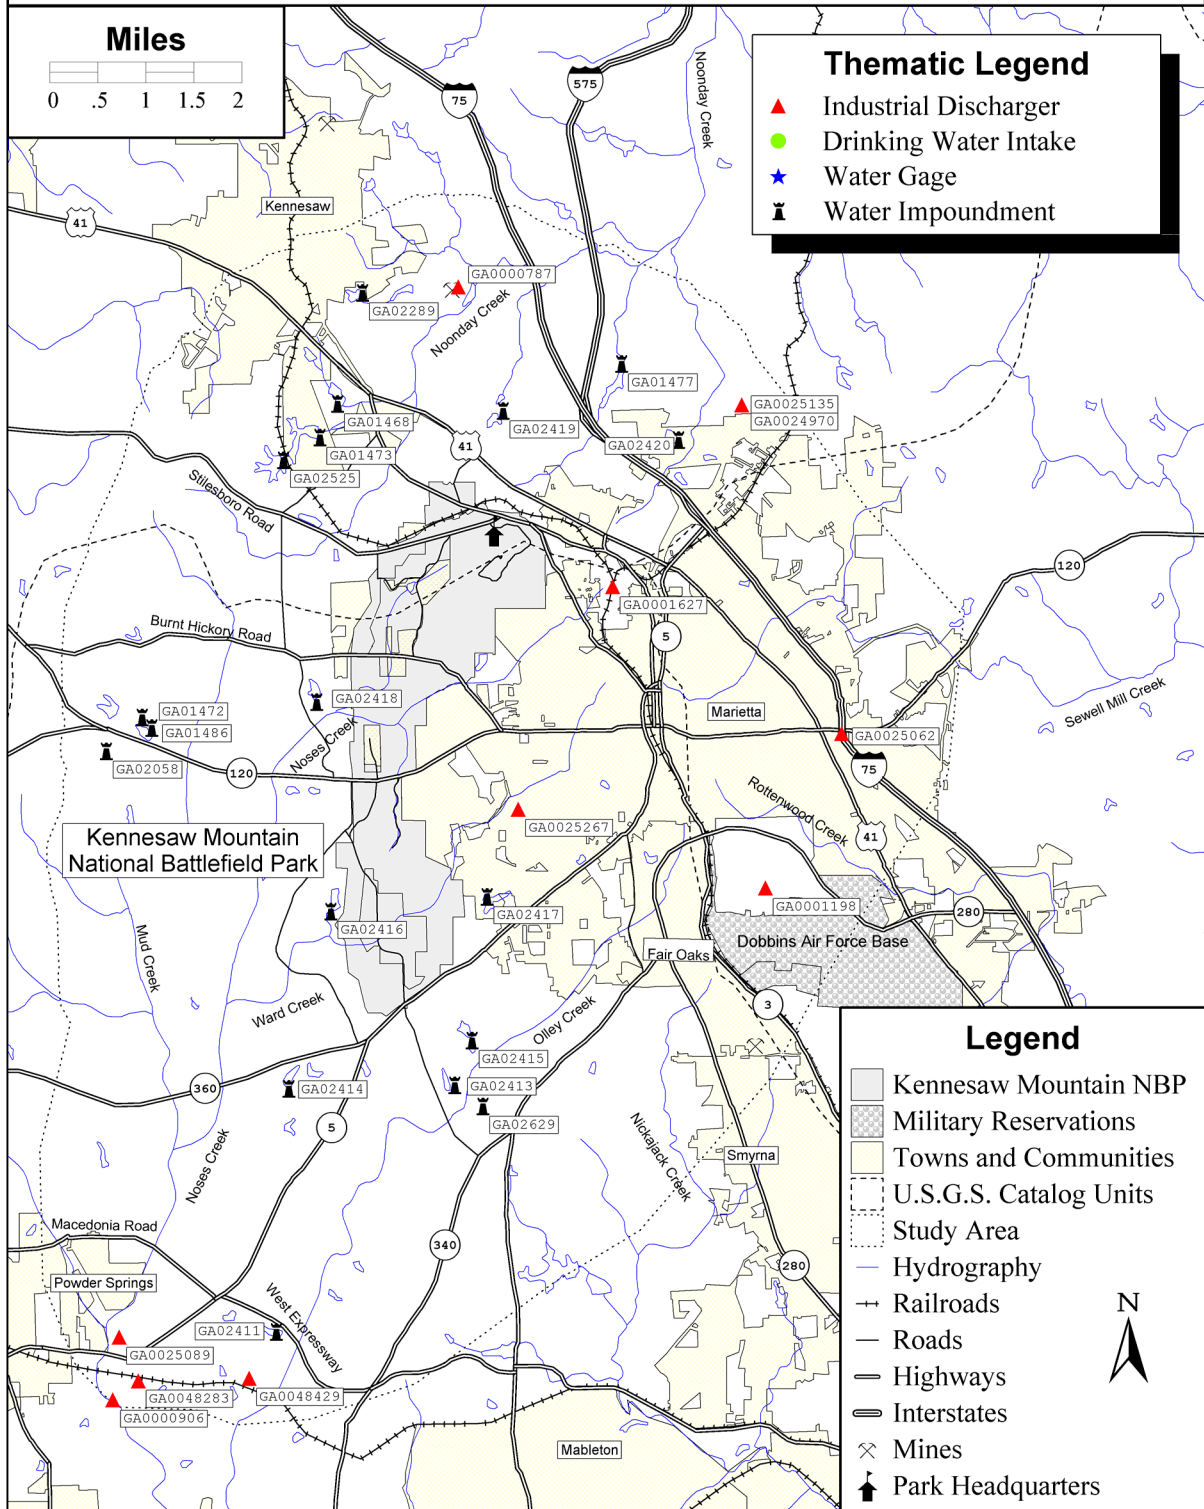 Miles
0 .5 1 1.5 2
Thematic Legend
Industrial Discharger
Drinking Water Intake
Water Gage
Water Impoundment
75
575
Noonday Creek
Kennesaw
41
GA0000787
GA02289
Noonday Creek
GA01477
GA0025135
GA0024970
GA01468
GA02419
GA02420
41
GA01473
GA02525
Stilesboro Road
120
GA0001627
Burnt Hickory Road
5
GA02418
GA01472
GA01486
Marietta
Sewell Mill Creek
GA0025062
Noses Creek
GA02058
120
75
Rottenwood Creek
GA0025267
41
Kennesaw Mountain
National Battlefield Park
GA02417
GA0001198
280
GA02416
Mud Creek
Dobbins Air Force Base
Fair Oaks
Ward Creek
Olley Creek
3
GA02415
360
GA02414
GA02413
GA02629
5
Nickajack Creek
Noses Creek
Smyrna
Macedonia Road
340
280
Powder Springs
West Expressway
GA02411
GA0025089
GA0048283
GA0048429
GA0000906
Mableton
Legend
Kennesaw Mountain NBP
Military Reservations
Towns and Communities
U.S.G.S. Catalog Units
Study Area
Hydrography
Railroads
Roads
Highways
Interstates
Mines
Park Headquarters
N